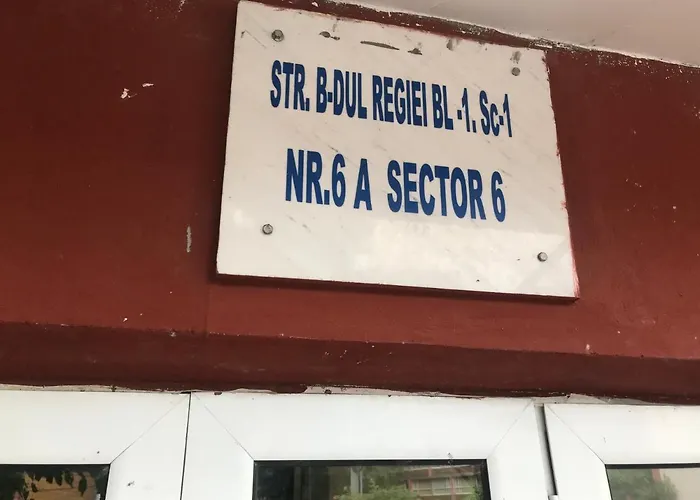 STR. B-DUL REGIEI BL -1. Sc-1
NR.6 A SECTOR 6